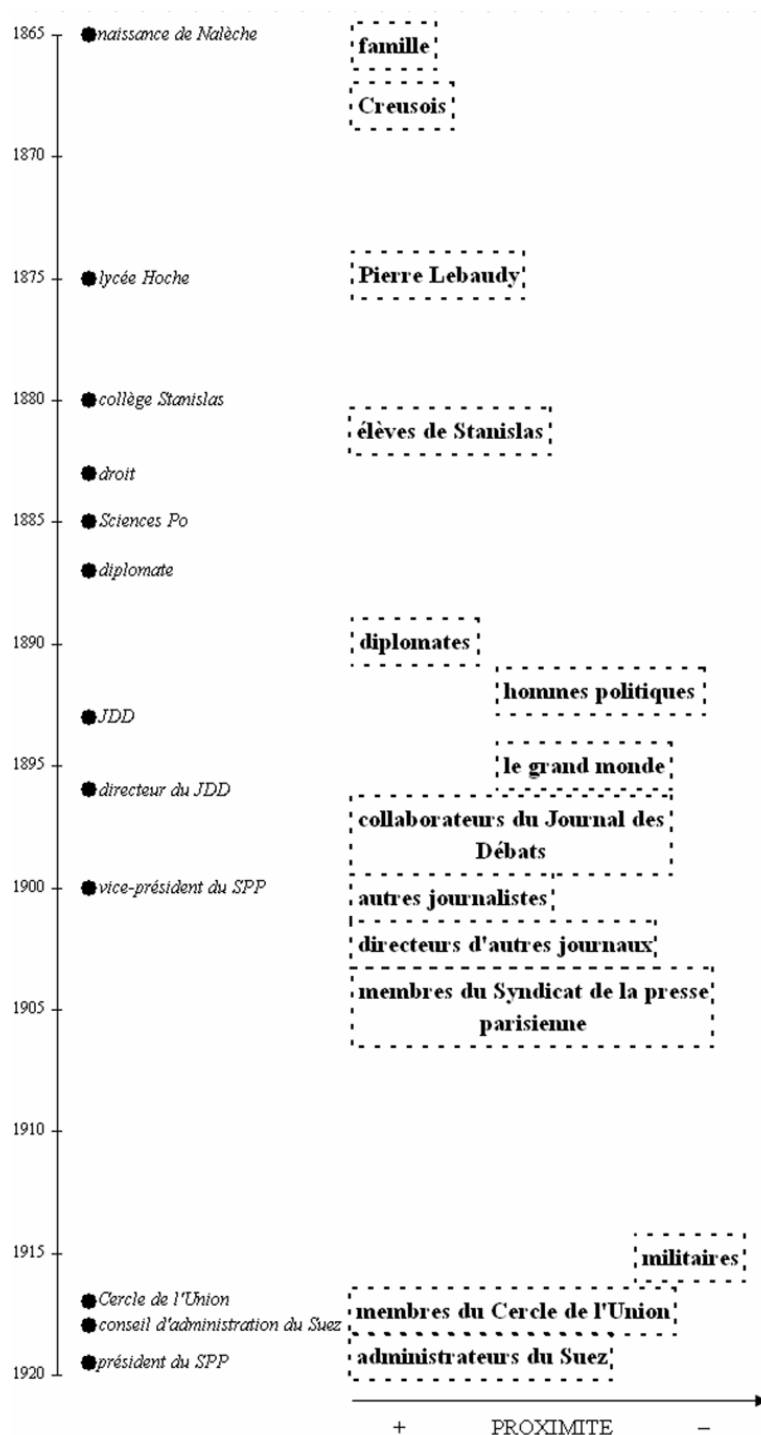 1865
naissance de Nalèche
famille
Creusois
1870
1875
lycée Hoche
Pierre Lebaudy
1880
collège Stanislas
élèves de Stanislas
droit
1885
Sciences Po
diplomate
1890
diplomates
hommes politiques
JDD
1895
le grand monde
directeur du JDD
collaborateurs du Journal des
Débats
1900
vice-président du SPP
autres journalistes
directeurs d'autres journaux
1905
membres du Syndicat de la presse
parisienne
1910
1915
militaires
Cercle de l'Union
membres du Cercle de l'Union
conseil d'administration du Suez
président du SPP
administrateurs du Suez
1920
+ PROXIMITE –